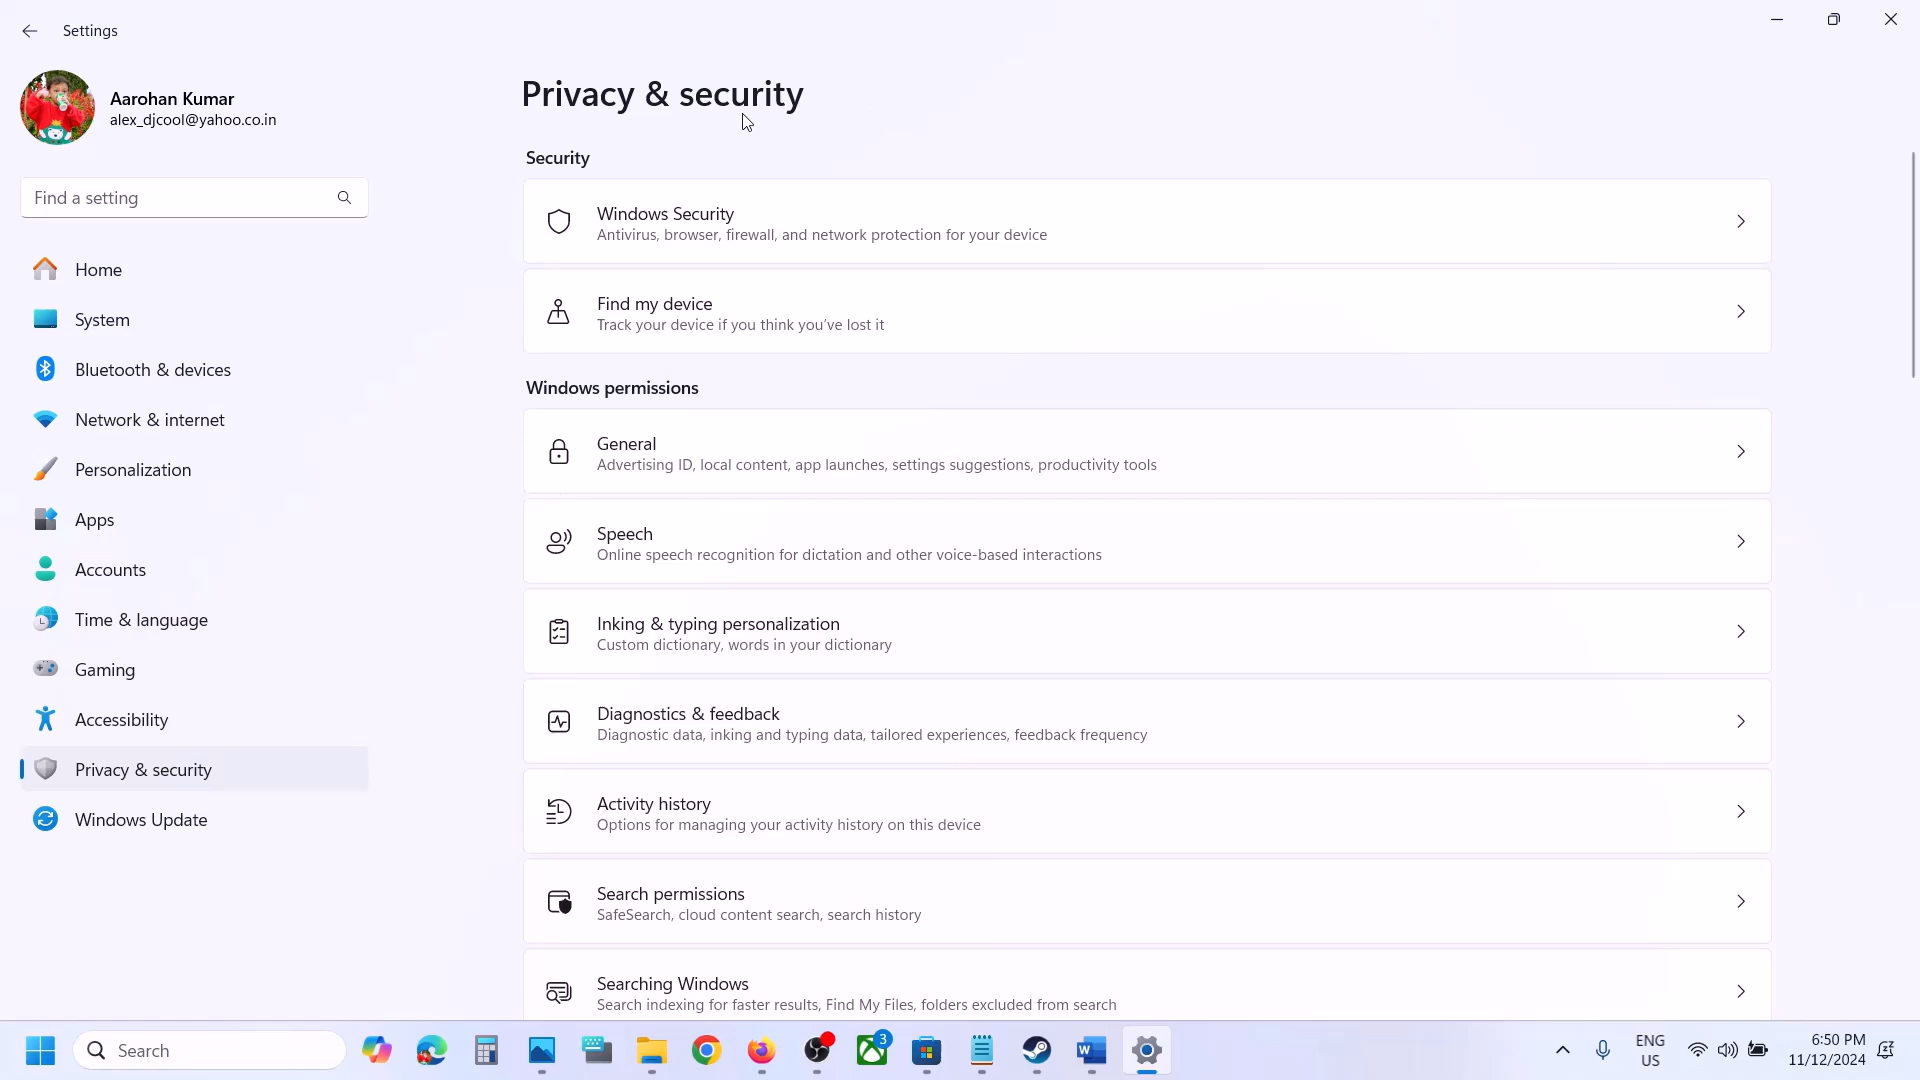 Settings
Aarohan Kumar
alex_djcool@yahoo.co.in
Find a setting
Home
System
Bluetooth & devices
Network & internet
Personalization
Apps
Accounts
Time & language
Gaming
Accessibility
Privacy & security
Windows Update
Privacy & security
Security
Windows Security
Antivirus, browser, firewall, and network protection for your device
Find my device
Track your device if you think you've lost it
Windows permissions
General
Advertising ID, local content, app launches, settings suggestions, productivity tools
Speech
Online speech recognition for dictation and other voice-based interactions
Inking & typing personalization
Custom dictionary, words in your dictionary
Diagnostics & feedback
Diagnostic data, inking and typing data, tailored experiences, feedback frequency
Activity history
Options for managing your activity history on this device
Search permissions
SafeSearch, cloud content search, search history
Searching Windows
Search indexing for faster results, Find My Files, folders excluded from search
Search
3
ENG
US
6:50 PM
11/12/2024